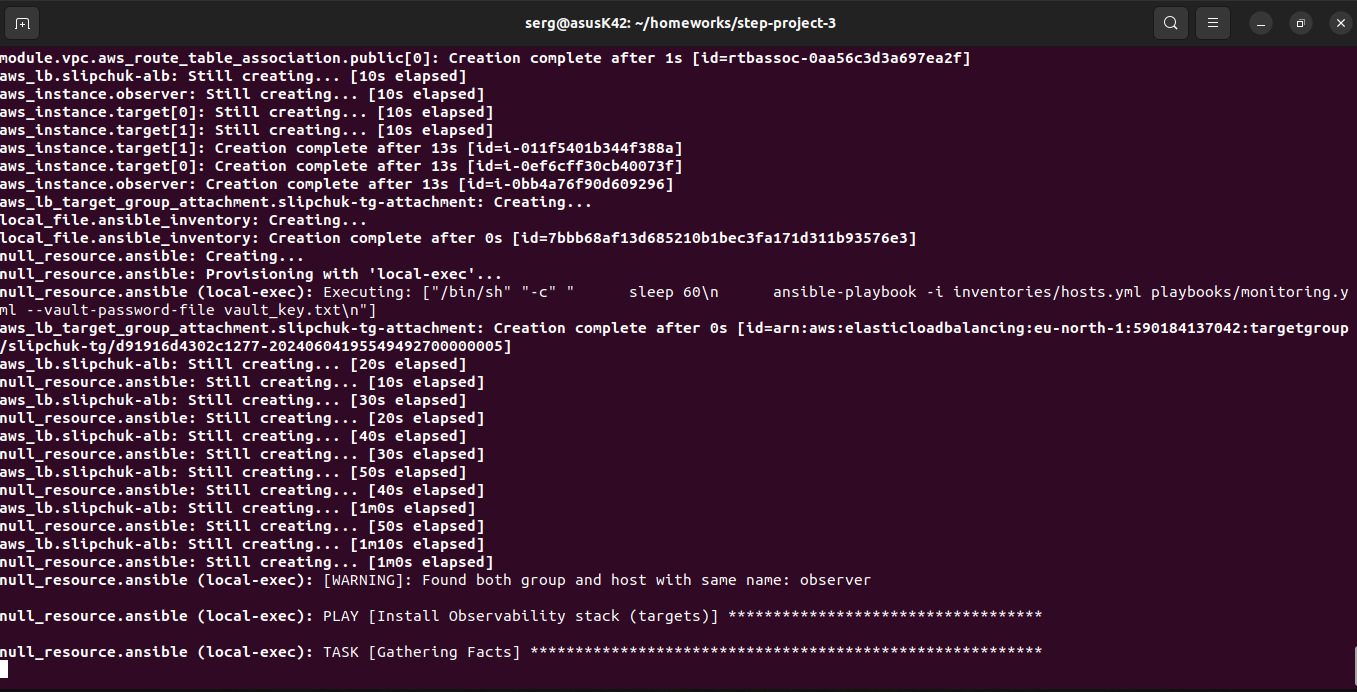 serg@asusK42: ~/homeworks/step-project-3
module.vpc.aws_route_table_association.public[0]: Creation complete after 1s [id=rtbassoc-0aa56c3d3a697ea2f]
aws_lb.slipchuk-alb: Still creating... [10s elapsed]
aws_instance.observer: Still creating... [10s elapsed]
aws_instance.target[0]: Still creating... [10s elapsed]
aws_instance.target[1]: Still creating... [10s elapsed]
aws_instance.target[1]: Creation complete after 13s [id=i-011f5401b344f388a]
aws_instance.target[0]: Creation complete after 13s [id=i-0ef6cff30cb40073f]
aws_instance.observer: Creation complete after 13s [id=i-0bb4a76f90d609296]
aws_lb_target_group_attachment.slipchuk-tg-attachment: Creating...
local_file.ansible_inventory: Creating...
local_file.ansible_inventory: Creation complete after 0s [id=7bbb68af13d685210b1bec3fa171d311b93576e3]
null_resource.ansible: Creating...
null_resource.ansible: Provisioning with 'local-exec'...
null_resource.ansible (local-exec): Executing: ["/bin/sh" "-c" "      sleep 60\n      ansible-playbook -i inventories/hosts.yml playbooks/monitoring.y
ml --vault-password-file vault_key.txt\n"]
aws_lb_target_group_attachment.slipchuk-tg-attachment: Creation complete after 0s [id=arn:aws:elasticloadbalancing:eu-north-1:590184137042:targetgroup
/slipchuk-tg/d91916d4302c1277-20240604195549492700000005]
aws_lb.slipchuk-alb: Still creating... [20s elapsed]
null_resource.ansible: Still creating... [10s elapsed]
aws_lb.slipchuk-alb: Still creating... [30s elapsed]
null_resource.ansible: Still creating... [20s elapsed]
aws_lb.slipchuk-alb: Still creating... [40s elapsed]
null_resource.ansible: Still creating... [30s elapsed]
aws_lb.slipchuk-alb: Still creating... [50s elapsed]
null_resource.ansible: Still creating... [40s elapsed]
aws_lb.slipchuk-alb: Still creating... [1m0s elapsed]
null_resource.ansible: Still creating... [50s elapsed]
aws_lb.slipchuk-alb: Still creating... [1m10s elapsed]
null_resource.ansible: Still creating... [1m0s elapsed]
null_resource.ansible (local-exec): [WARNING]: Found both group and host with same name: observer
null_resource.ansible (local-exec): PLAY [Install Observability stack (targets)] ***********************************
null_resource.ansible (local-exec): TASK [Gathering Facts] *********************************************************